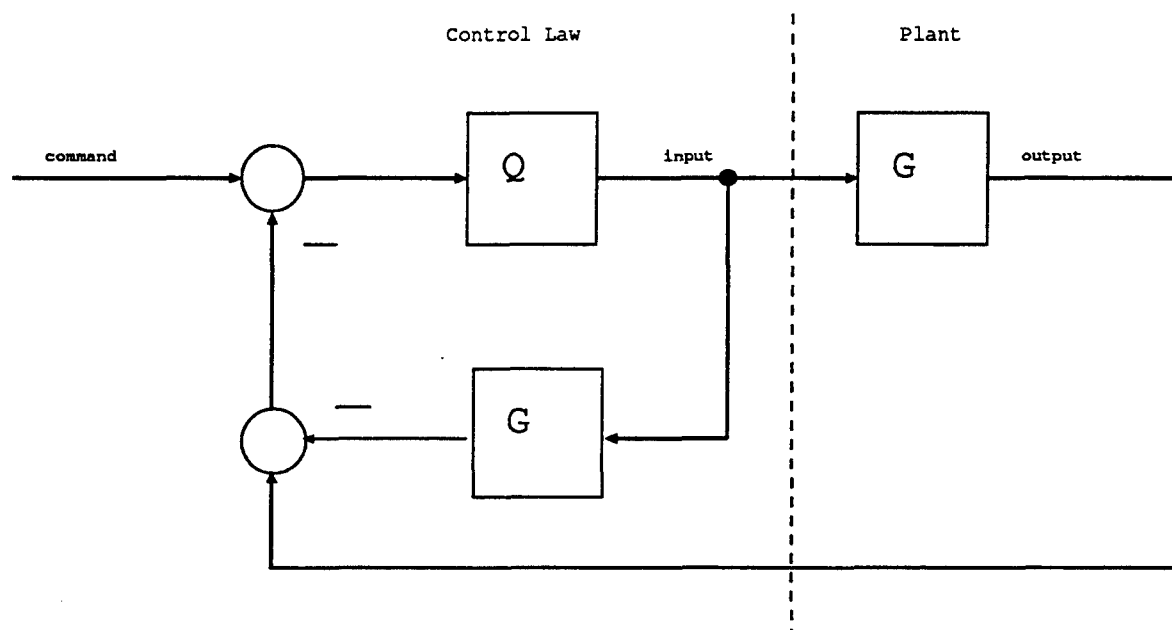 Control Law
Plant
command
Q
input
G
output
—
—
G